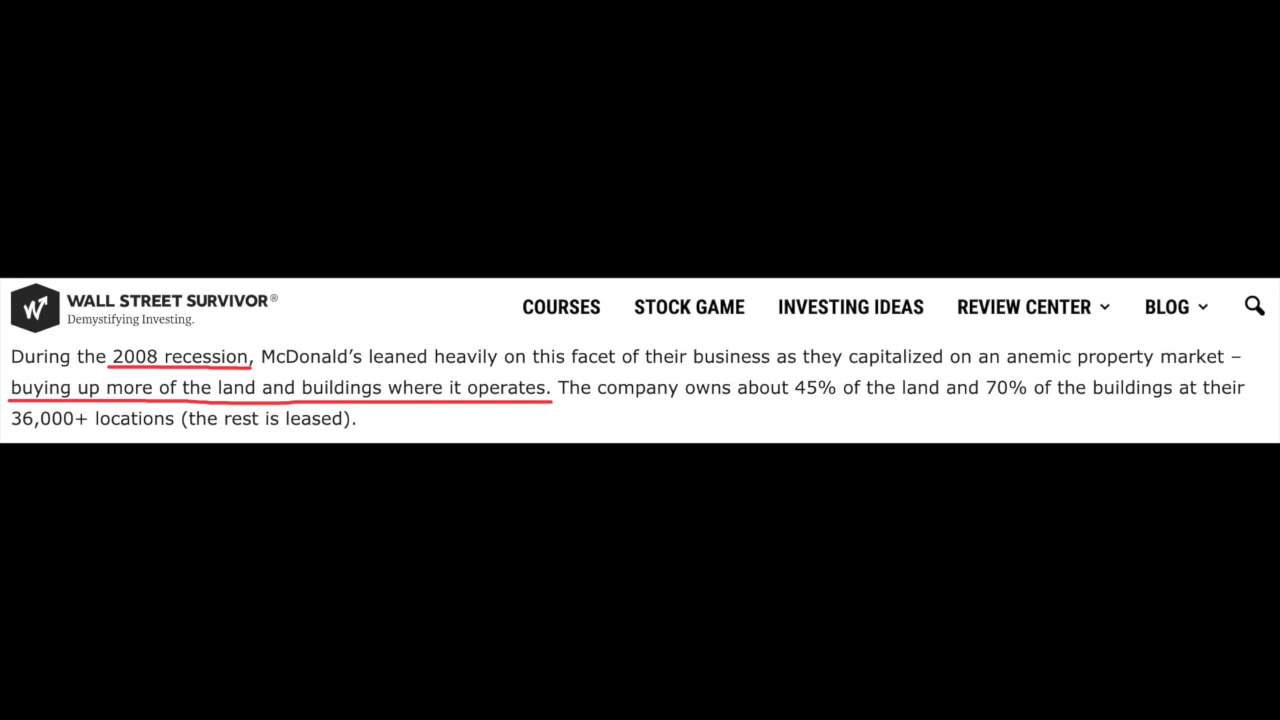 WALL STREET SURVIVOR®
Demystifying Investing.
COURSES STOCK GAME INVESTING IDEAS REVIEW CENTER BLOG
During the 2008 recession, McDonald’s leaned heavily on this facet of their business as they capitalized on an anemic property market –
buying up more of the land and buildings where it operates. The company owns about 45% of the land and 70% of the buildings at their
36,000+ locations (the rest is leased).